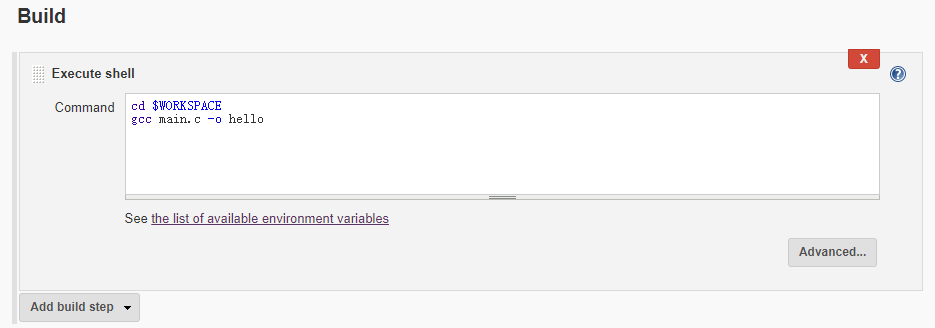 Build
X
Execute shell
?
Command
cd $WORKSPACE
gcc main.c -o hello
See the list of available environment variables
Advanced...
Add build step